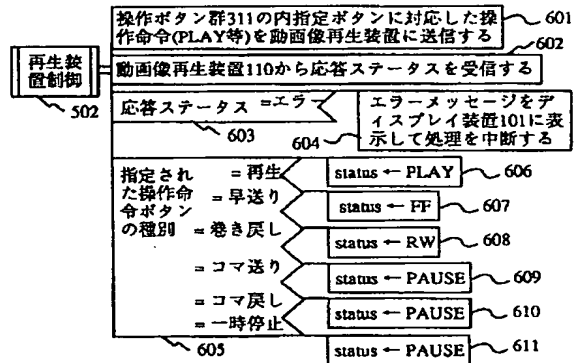 操作ボタン群311の内指定ボタンに対応した操
作命令(PLAY等)を動画像再生装置に送信する
601
602
再生装
置制御
502
動画像再生装置110から応答ステータスを受信する
応答ステータス =エラー
603
エラーメッセージをデ
ィスプレイ装置101に表
示して処理を中断する
604
指定され
た操作命
令ボタン
の種別
=再生
status ← PLAY
606
=早送り
status ← FF
607
=巻き戻し
status ← RW
608
=コマ送り
status ← PAUSE
609
=コマ戻し
status ← PAUSE
610
=一時停止
status ← PAUSE
611
605